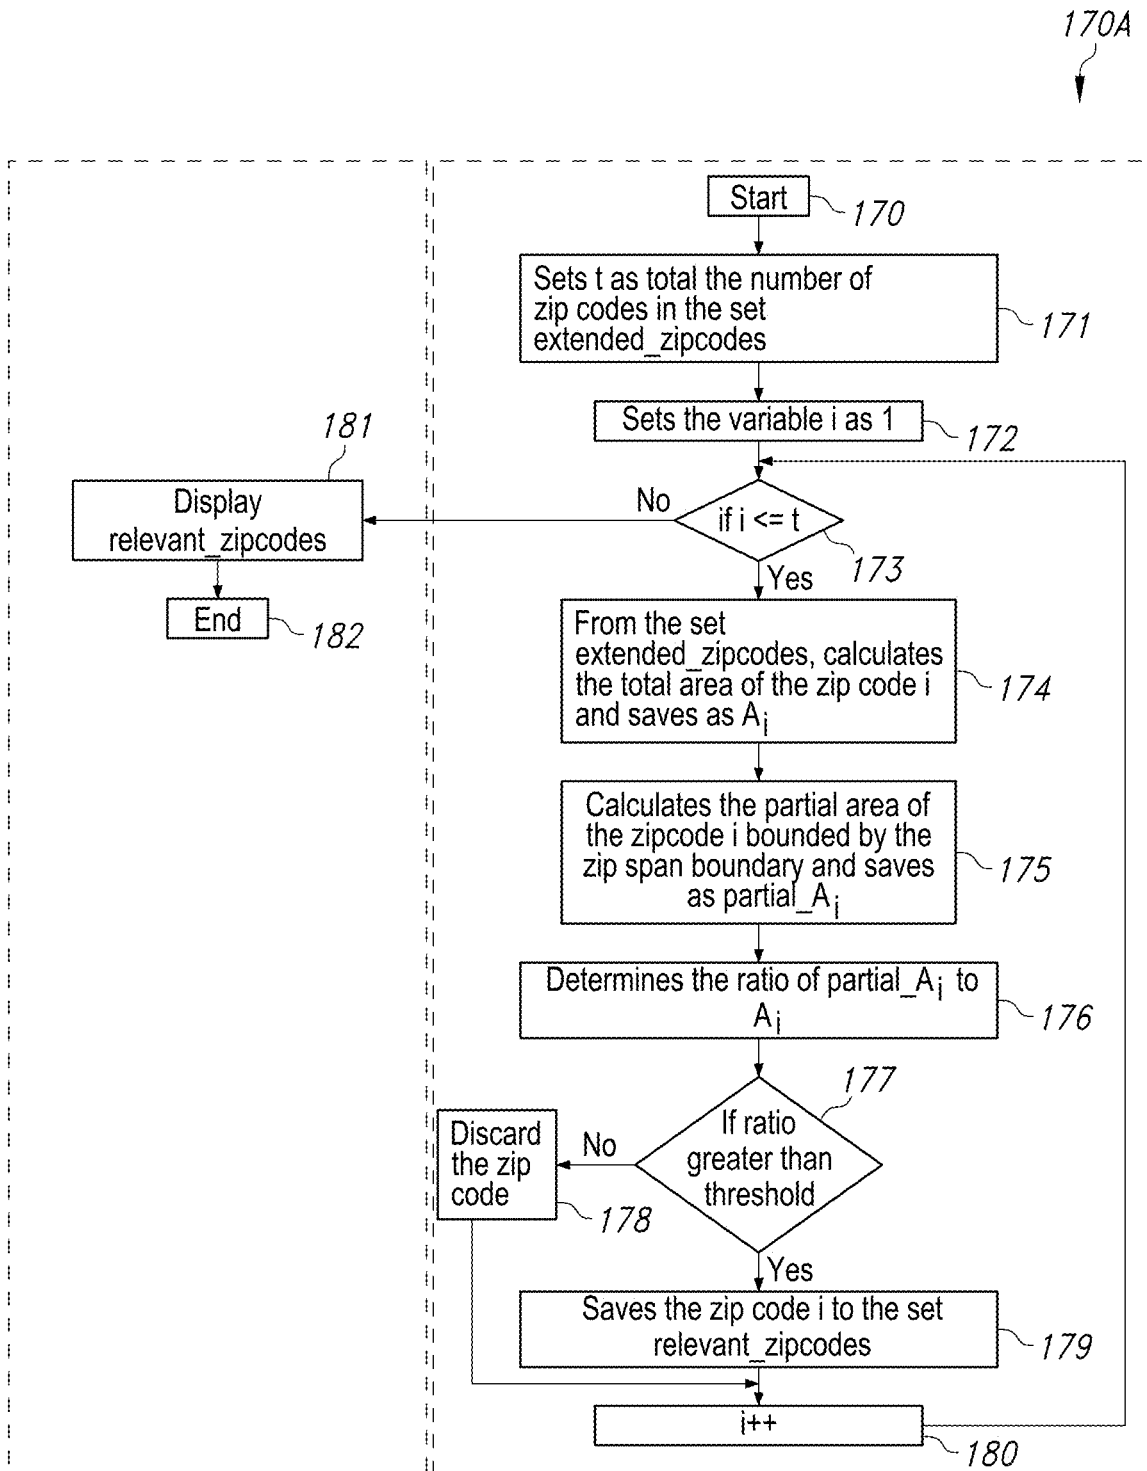 170A
Start
170
Sets t as total the number of
zip codes in the set
extended_zipcodes
171
Sets the variable i as 1
172
181
Display
relevant_zipcodes
No
if i <= t
173
Yes
End
182
From the set
extended_zipcodes, calculates
the total area of the zip code i
and saves as Ai
174
Calculates the partial area of
the zipcode i bounded by the
zip span boundary and saves
as partial_Ai
175
Determines the ratio of partial_Ai to
Ai
176
177
If ratio
greater than
threshold
No
Discard
the zip
code
178
Yes
Saves the zip code i to the set
relevant_zipcodes
179
i++
180